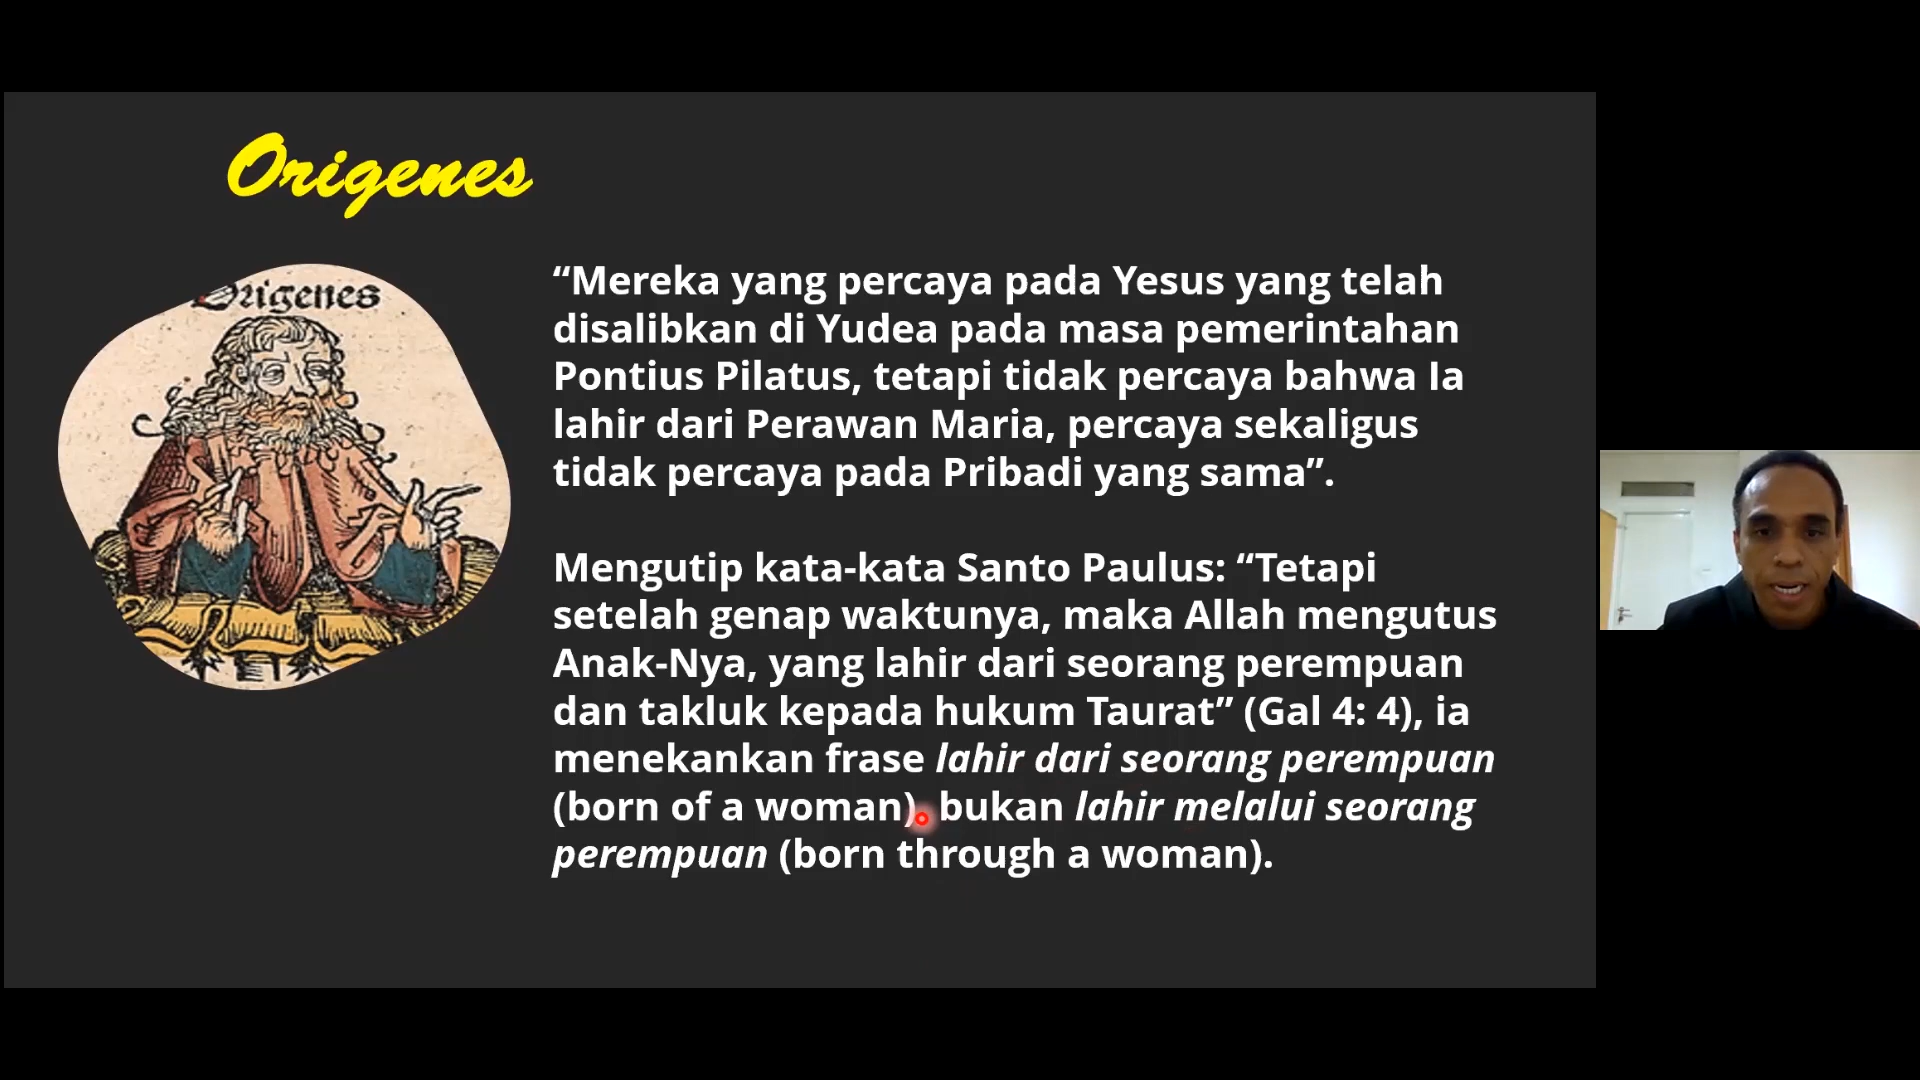 Origenes
Origenes
“Mereka yang percaya pada Yesus yang telah
disalibkan di Yudea pada masa pemerintahan
Pontius Pilatus, tetapi tidak percaya bahwa Ia
lahir dari Perawan Maria, percaya sekaligus
tidak percaya pada Pribadi yang sama”.
Mengutip kata-kata Santo Paulus: “Tetapi
setelah genap waktunya, maka Allah mengutus
Anak-Nya, yang lahir dari seorang perempuan
dan takluk kepada hukum Taurat” (Gal 4: 4), ia
menekankan frase lahir dari seorang perempuan
(born of a woman), bukan lahir melalui seorang
perempuan (born through a woman).